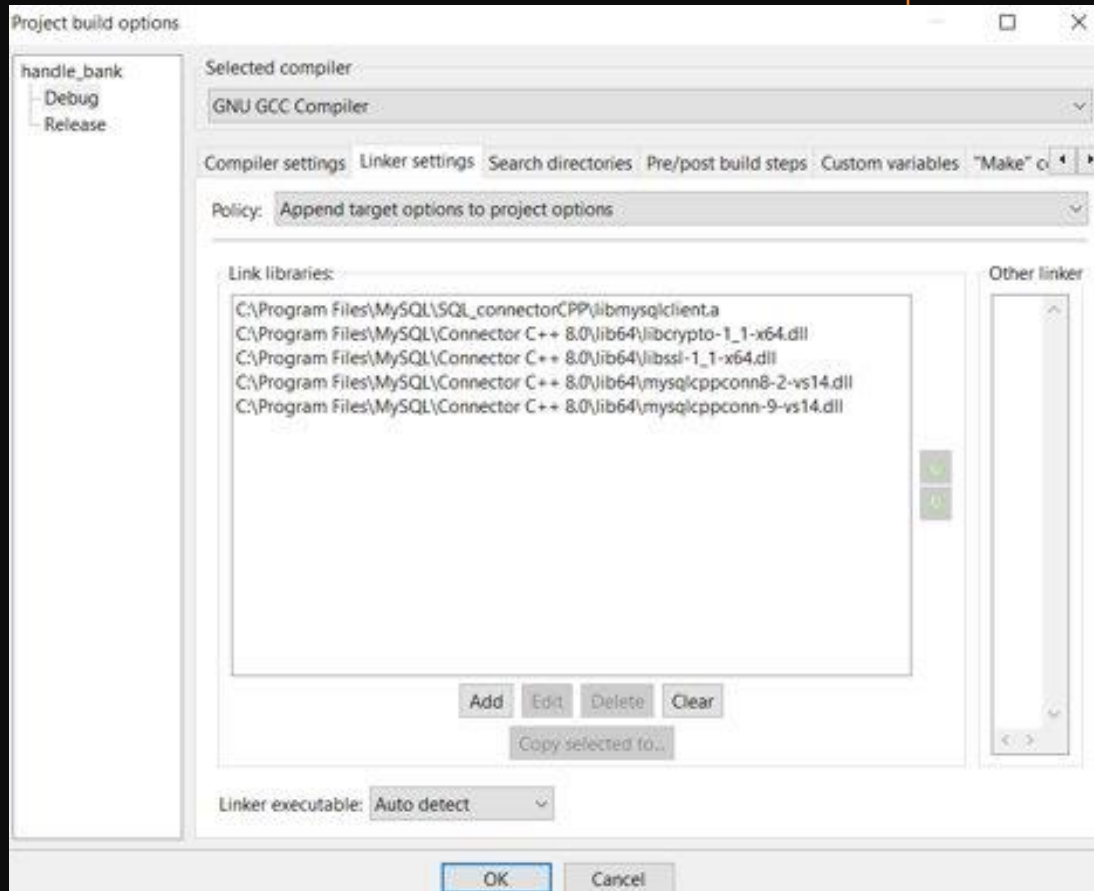 Project build options
handle_bank
Debug
Release
Selected compiler
GNU GCC Compiler
Compiler settings Linker settings Search directories Pre/post build steps Custom variables "Make" c
Policy: Append target options to project options
Link libraries:
Other linker
C:\Program Files\MySQL\SQL_connectorCPP\libmysqlclient.a
C:\Program Files\MySQL\Connector C++ 8.0\lib64\libcrypto-1_1-x64.dll
C:\Program Files\MySQL\Connector C++ 8.0\lib64\libssl-1_1-x64.dll
C:\Program Files\MySQL\Connector C++ 8.0\lib64\mysqlcppconn8-2-vs14.dll
C:\Program Files\MySQL\Connector C++ 8.0\lib64\mysqlcppconn-9-vs14.dll
Add Edit Delete Clear
Copy selected to...
Linker executable: Auto detect
OK Cancel